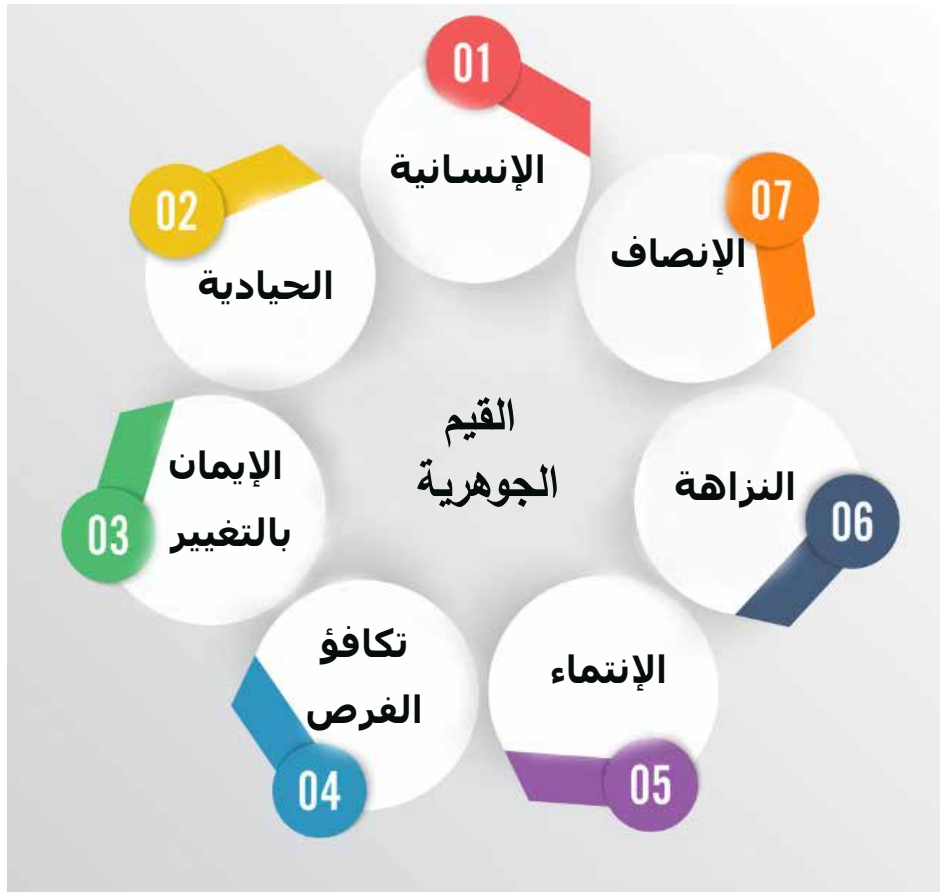 القيم
الجوهرية
01
الإنسانية
02
الحيادية
03
الإيمان
بالتغيير
04
تكافؤ
الفرص
05
الإنتماء
06
النزاهة
07
الإنصاف